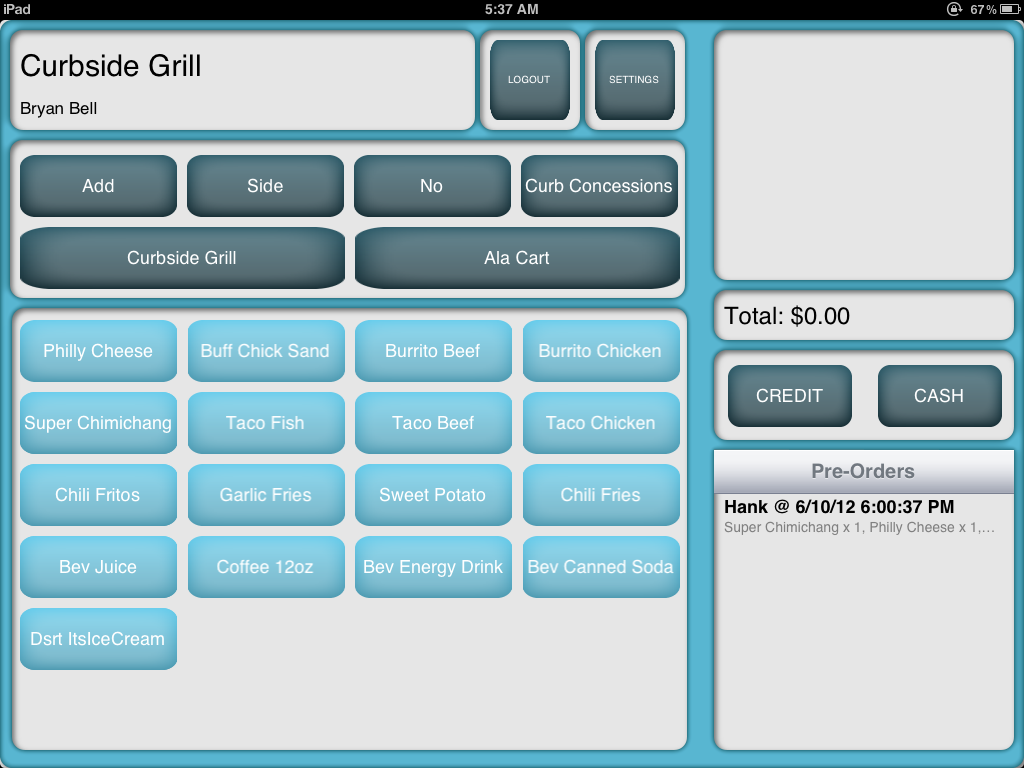 iPad
5:37 AM
67%
Curbside Grill
Bryan Bell
LOGOUT
SETTINGS
Add
Side
No
Curb Concessions
Curbside Grill
Ala Cart
Philly Cheese
Buff Chick Sand
Burrito Beef
Burrito Chicken
Super Chimichang
Taco Fish
Taco Beef
Taco Chicken
Chili Fritos
Garlic Fries
Sweet Potato
Chili Fries
Bev Juice
Coffee 12oz
Bev Energy Drink
Bev Canned Soda
Dsrt ItsIceCream
Total: $0.00
CREDIT
CASH
Pre-Orders
Hank @ 6/10/12 6:00:37 PM
Super Chimichang x 1, Philly Cheese x 1,...